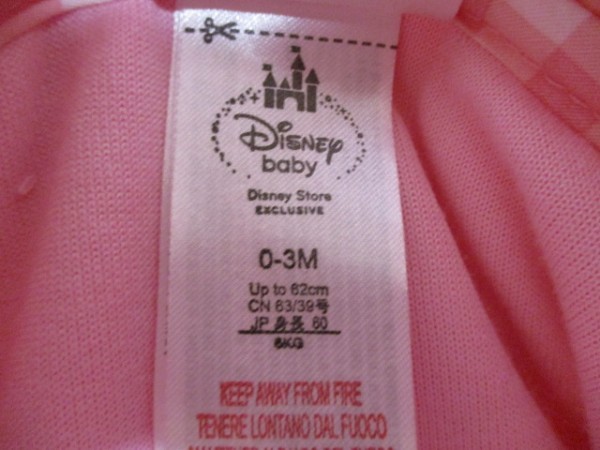 Disney
baby
Disney Store
EXCLUSIVE
0-3M
Up to 62cm
CN 63/39号
JP 身長 60
6KG
KEEP AWAY FROM FIRE
TENERE LONTANO DAL FUOCO